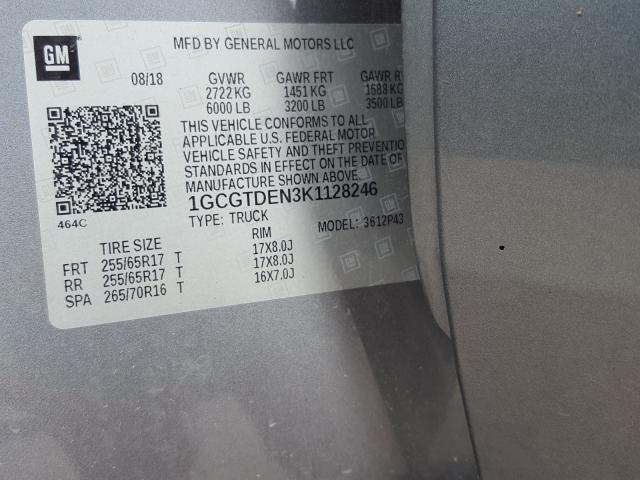 GM
MFD BY GENERAL MOTORS LLC
08/18 GVWR GAWR FRT GAWR R
2722 KG 1451 KG 1588 KG
6000 LB 3200 LB 3500 LB
THIS VEHICLE CONFORMS TO ALL
APPLICABLE U.S. FEDERAL MOTOR
VEHICLE SAFETY AND THEFT PREVENTIO
STANDARDS IN EFFECT ON THE DATE OF
MANUFACTURE SHOWN ABOVE.
464C
1GCGTDEN3K1128246
TYPE: TRUCK MODEL: 3612P43
TIRE SIZE RIM
FRT 255/65R17 T 17X8.0J
RR 255/65R17 T 17X8.0J
SPA 265/70R16 T 16X7.0J